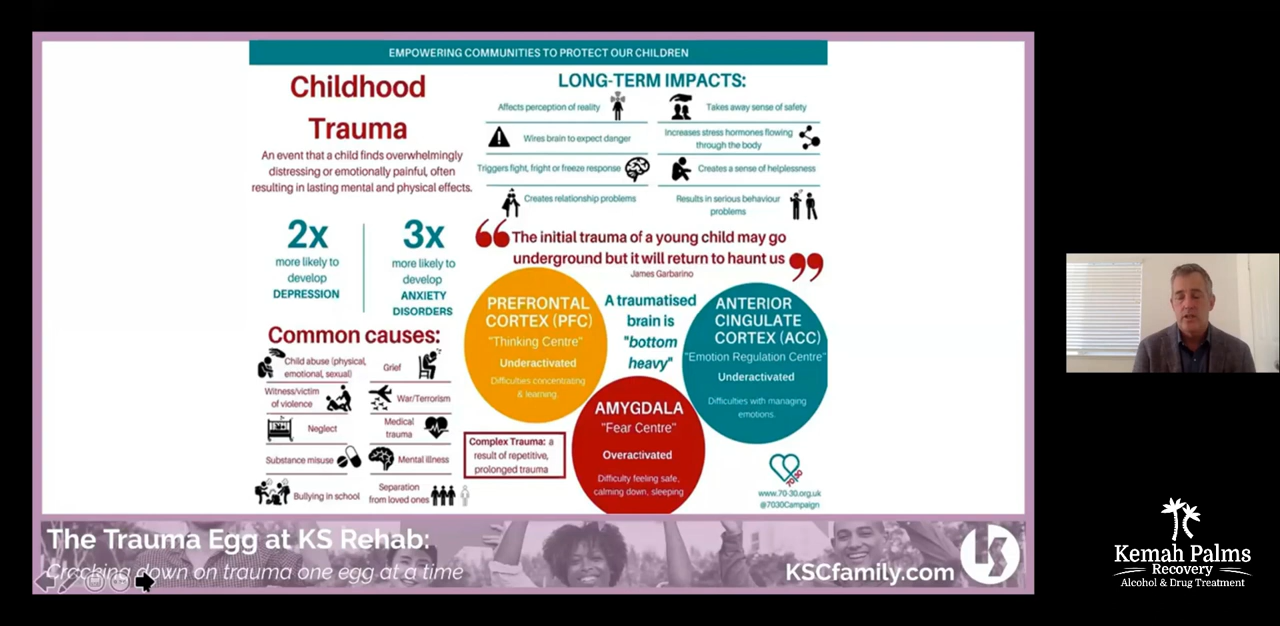 EMPOWERING COMMUNITIES TO PROTECT OUR CHILDREN
Childhood
Trauma
An event that a child finds overwhelmingly
distressing or emotionally painful, often
resulting in lasting mental and physical effects.
2x
more likely to
develop
DEPRESSION
3x
more likely to
develop
ANXIETY
DISORDERS
Common causes:
Child abuse (physical,
emotional, sexual)
Grief
Witness/victim
of violence
War/Terrorism
Neglect
Medical
trauma
Substance misuse
Mental illness
Bullying in school
Separation
from loved ones
LONG-TERM IMPACTS:
Affects perception of reality
Takes away sense of safety
Wires brain to expect danger
Increases stress hormones flowing
through the body
Triggers fight, fright or freeze response
Creates a sense of helplessness
Creates relationship problems
Results in serious behaviour
problems
“The initial trauma of a young child may go
underground but it will return to haunt us”
James Garbarino
PREFRONTAL
CORTEX (PFC)
"Thinking Centre"
Underactivated
Difficulties concentrating
& learning.
A traumatised
brain is
"bottom
heavy"
ANTERIOR
CINGULATE
CORTEX (ACC)
"Emotion Regulation Centre"
Underactivated
Difficulties with managing
emotions.
AMYGDALA
"Fear Centre"
Overactivated
Difficulty feeling safe,
calming down, sleeping
Complex Trauma: a
result of repetitive,
prolonged trauma
70-30
www.70-30.org.uk
@7030Campaign
The Trauma Egg at KS Rehab:
Cracking down on trauma one egg at a time
KSCfamily.com
KS
Kemah Palms
Recovery
Alcohol & Drug Treatment